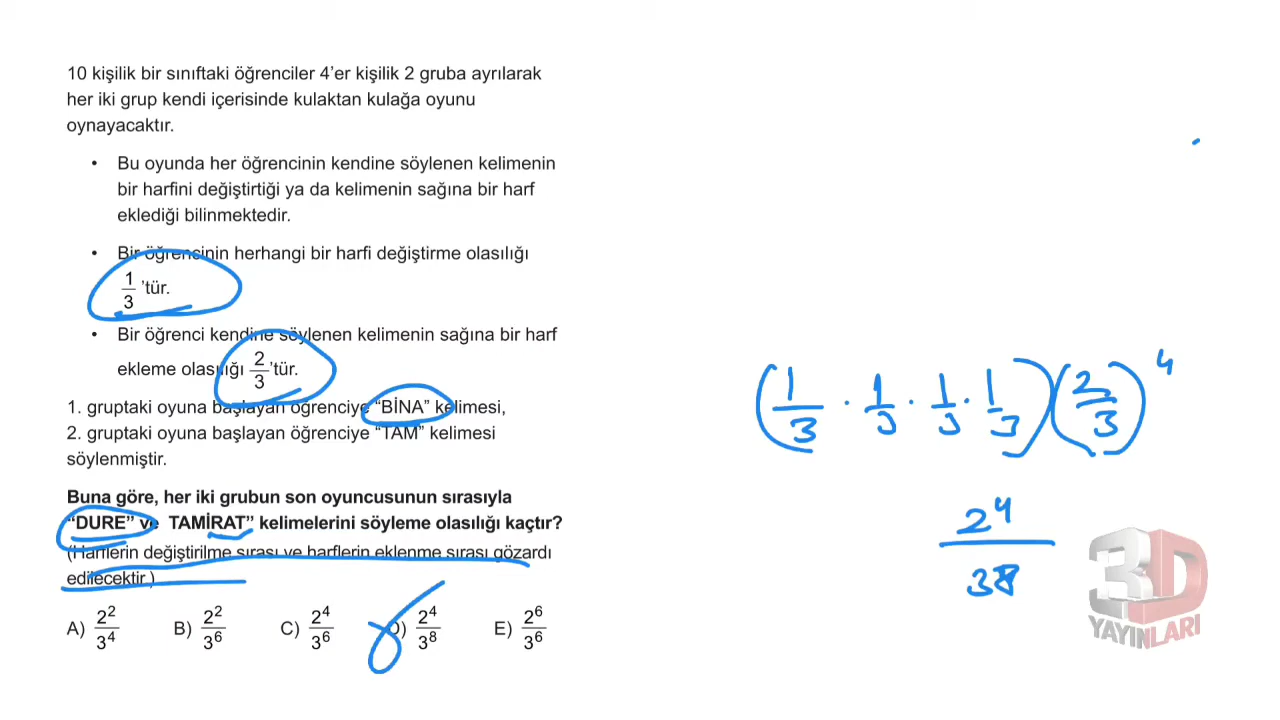 10 kişilik bir sınıftaki öğrenciler 4'er kişilik 2 gruba ayrılarak
her iki grup kendi içerisinde kulaktan kulağa oyunu
oynayacaktır.
• Bu oyunda her öğrencinin kendine söylenen kelimenin
bir harfini değiştirtiği ya da kelimenin sağına bir harf
eklediği bilinmektedir.
• Bir öğrencinin herhangi bir harfi değiştirme olasılığı
1/3 'tür.
• Bir öğrenci kendine söylenen kelimenin sağına bir harf
ekleme olasılığı 2/3 'tür.
1. gruptaki oyuna başlayan öğrenciye “BİNA” kelimesi,
2. gruptaki oyuna başlayan öğrenciye “TAM” kelimesi
söylenmiştir.
Buna göre, her iki grubun son oyuncusunun sırasıyla
“DURE” ve TAMİRAT” kelimelerini söyleme olasılığı kaçtır?
(Harflerin değiştirilme sırası ve harflerin eklenme sırası gözardı
edilecektir.)
A) 2²/3⁴ B) 2²/3⁶ C) 2⁴/3⁶ D) 2⁴/3⁸ E) 2⁶/3⁶
(1/3 · 1/3 · 1/3 · 1/3)(2/3)⁴
2⁴/3⁸
3D
YAYINLARI